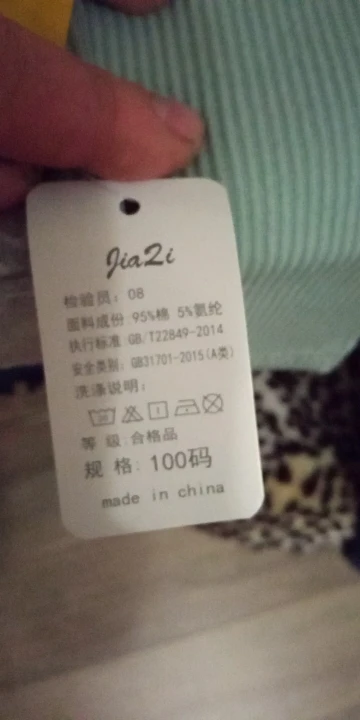 JiaQi
检验员：08
面料成份 95%棉 5%氨纶
执行标准 GB/T22849-2014
安全类别：GB31701-2015(A类)
洗涤说明：
等 级:合格品
规 格：100码
made in china